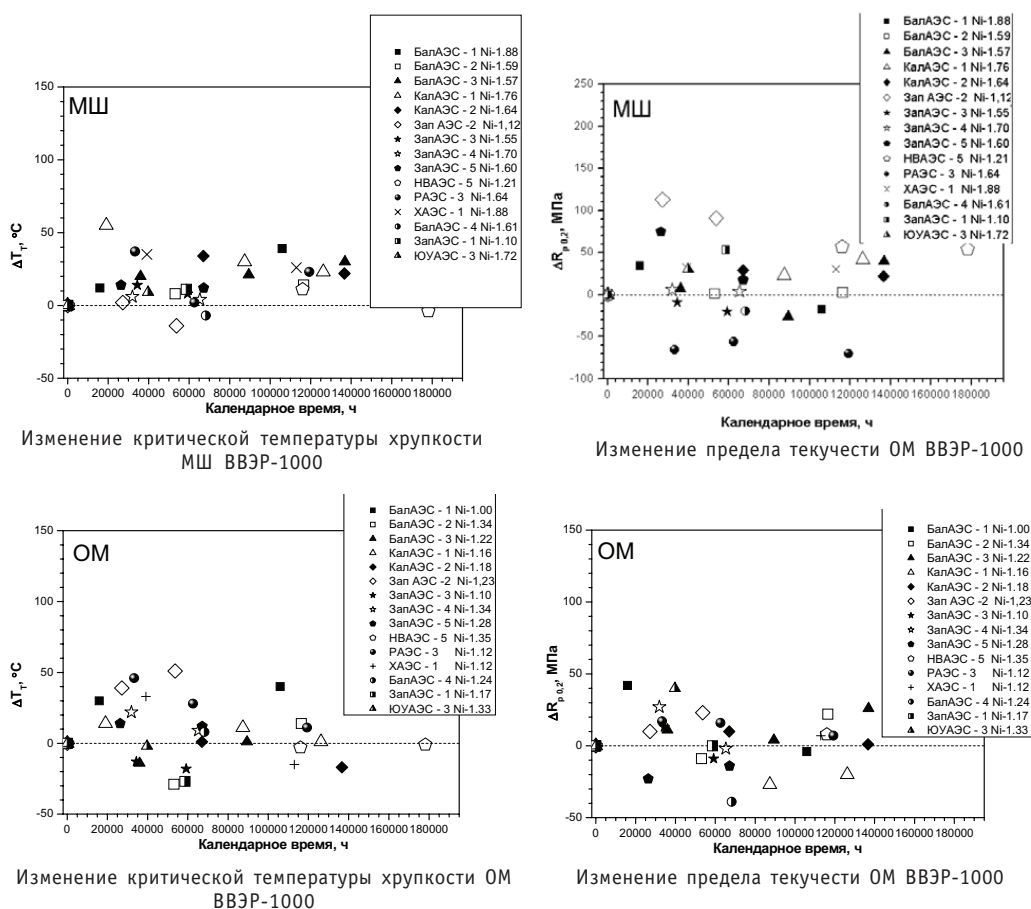 БалАЭС - 1 Ni-1.88
БалАЭС - 2 Ni-1.59
БалАЭС - 3 Ni-1.57
КалАЭС - 1 Ni-1.76
КалАЭС - 2 Ni-1.64
Зап АЭС -2 Ni-1,12
ЗапАЭС - 3 Ni-1.55
ЗапАЭС - 4 Ni-1.70
ЗапАЭС - 5 Ni-1.60
НВАЭС - 5 Ni-1.21
РАЭС - 3 Ni-1.64
ХАЭС - 1 Ni-1.88
БалАЭС - 4 Ni-1.61
ЗапАЭС - 1 Ni-1.10
ЮУАЭС - 3 Ni-1.72
МШ
150
100
50
0
-50
ΔTт, °C
0 20000 40000 60000 80000 100000 120000 140000 160000 180000
Календарное время, ч
Изменение критической температуры хрупкости
МШ ВВЭР-1000
БалАЭС - 1 Ni-1.88
БалАЭС - 2 Ni-1.59
БалАЭС - 3 Ni-1.57
КалАЭС - 1 Ni-1.76
КалАЭС - 2 Ni-1.64
Зап АЭС -2 Ni-1,12
ЗапАЭС - 3 Ni-1.55
ЗапАЭС - 4 Ni-1.70
ЗапАЭС - 5 Ni-1.60
НВАЭС - 5 Ni-1.21
РАЭС - 3 Ni-1.64
ХАЭС - 1 Ni-1.88
БалАЭС - 4 Ni-1.61
ЗапАЭС - 1 Ni-1.10
ЮУАЭС - 3 Ni-1.72
МШ
250
200
150
100
50
0
-50
-100
ΔRp 0,2, МПа
0 20000 40000 60000 80000 100000 120000 140000 160000 180000
Календарное время, ч
Изменение предела текучести ОМ ВВЭР-1000
БалАЭС - 1 Ni-1.00
БалАЭС - 2 Ni-1.34
БалАЭС - 3 Ni-1.22
КалАЭС - 1 Ni-1.16
КалАЭС - 2 Ni-1.18
Зап АЭС -2 Ni-1,23
ЗапАЭС - 3 Ni-1.10
ЗапАЭС - 4 Ni-1.34
ЗапАЭС - 5 Ni-1.28
НВАЭС - 5 Ni-1.35
РАЭС - 3 Ni-1.12
ХАЭС - 1 Ni-1.12
БалАЭС - 4 Ni-1.24
ЗапАЭС - 1 Ni-1.17
ЮУАЭС - 3 Ni-1.33
ОМ
150
100
50
0
-50
ΔTт, °C
0 20000 40000 60000 80000 100000 120000 140000 160000 180000
Календарное время, ч
Изменение критической температуры хрупкости ОМ
ВВЭР-1000
БалАЭС - 1 Ni-1.00
БалАЭС - 2 Ni-1.34
БалАЭС - 3 Ni-1.22
КалАЭС - 1 Ni-1.16
КалАЭС - 2 Ni-1.18
Зап АЭС -2 Ni-1,23
ЗапАЭС - 3 Ni-1.10
ЗапАЭС - 4 Ni-1.34
ЗапАЭС - 5 Ni-1.28
НВАЭС - 5 Ni-1.35
РАЭС - 3 Ni-1.12
ХАЭС - 1 Ni-1.12
БалАЭС - 4 Ni-1.24
ЗапАЭС - 1 Ni-1.17
ЮУАЭС - 3 Ni-1.33
ОМ
150
100
50
0
-50
ΔRp 0,2, МПа
0 20000 40000 60000 80000 100000 120000 140000 160000 180000
Календарное время, ч
Изменение предела текучести ОМ ВВЭР-1000